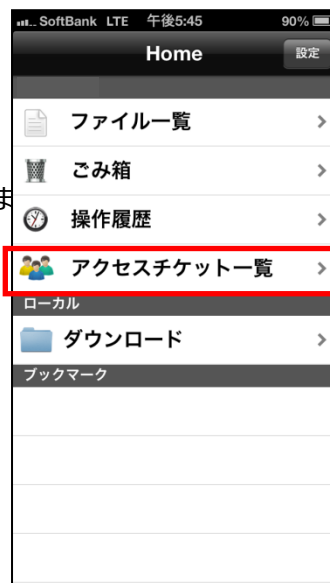 SoftBank LTE 午後5:45 90%
Home 設定
ファイル一覧
ごみ箱
ま
操作履歴
アクセスチケット一覧
ローカル
ダウンロード
ブックマーク